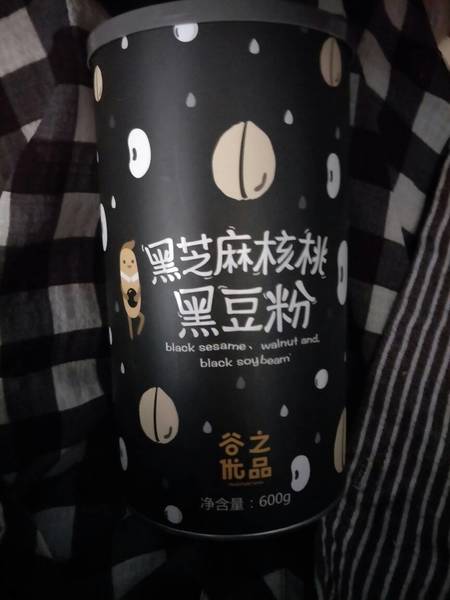 黑芝麻核桃
黑豆粉
black sesame、walnut and.
black soybeam
谷之
优品
净含量：600g